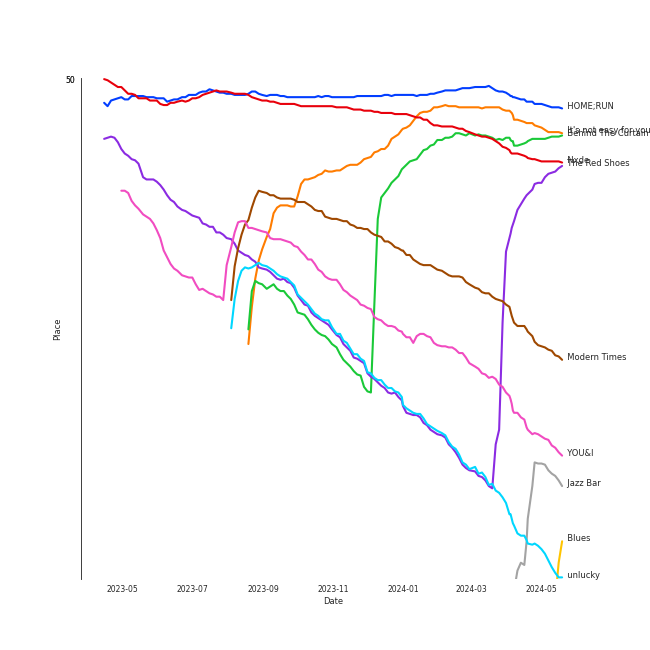 50
HOME;RUN
It's not easy for you
Behind The Curtain
Nxde
The Red Shoes
Place
Modern Times
YOU&I
Jazz Bar
Blues
unlucky
2023-05 2023-07 2023-09 2023-11 2024-01 2024-03 2024-05
Date